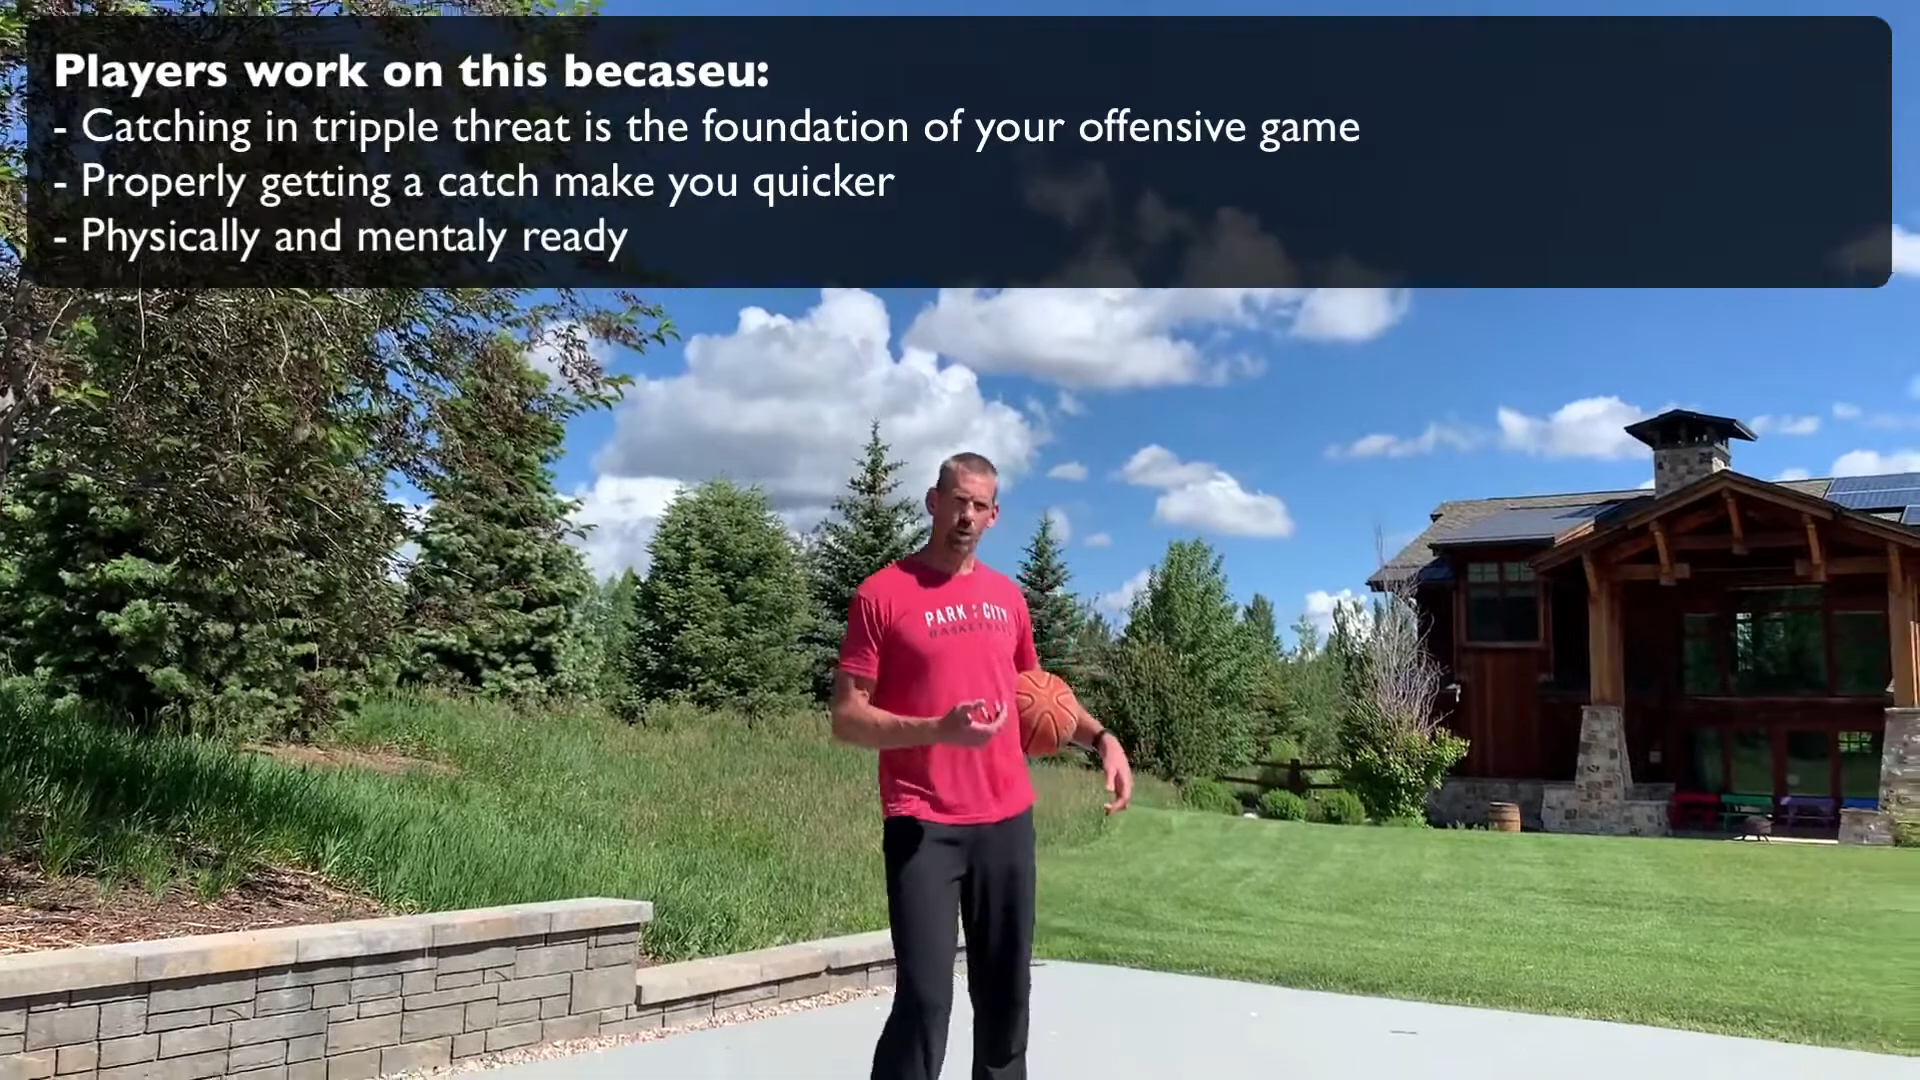 Players work on this becaseu:
- Catching in tripple threat is the foundation of your offensive game
- Properly getting a catch make you quicker
- Physically and mentaly ready
PARK : CITY
BASKETBALL